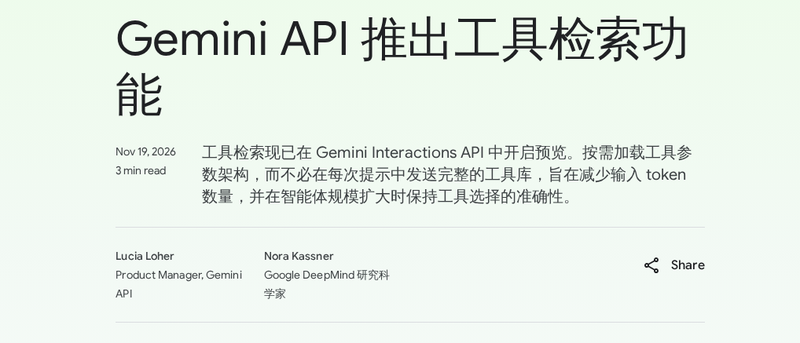 Gemini API 推出工具检索功
能
Nov 19, 2026
3 min read
工具检索现已在 Gemini Interactions API 中开启预览。按需加载工具参
数架构，而不必在每次提示中发送完整的工具库，旨在减少输入 token
数量，并在智能体规模扩大时保持工具选择的准确性。
Lucia Loher
Product Manager, Gemini
API
Nora Kassner
Google DeepMind 研究科
学家
Share